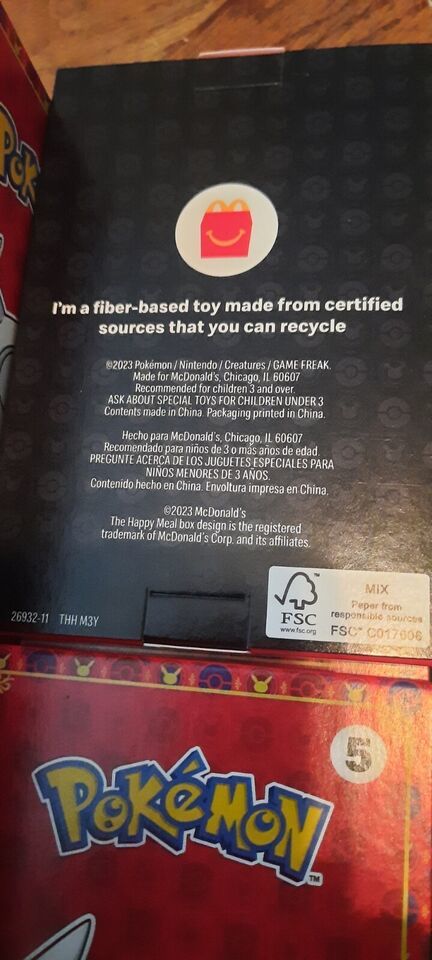 POK
I'm a fiber-based toy made from certified
sources that you can recycle
©2023 Pokémon / Nintendo / Creatures / GAME FREAK.
Made for McDonald's, Chicago, IL 60607
Recommended for children 3 and over.
ASK ABOUT SPECIAL TOYS FOR CHILDREN UNDER 3
Contents made in China. Packaging printed in China.
Hecho para McDonald's, Chicago, IL 60607
Recomendado para niños de 3 o más años de edad.
PREGUNTE ACERCA DE LOS JUGUETES ESPECIALES PARA
NIÑOS MENORES DE 3 AÑOS.
Contenido hecho en China. Envoltura impresa en China.
©2023 McDonald's
The Happy Meal box design is the registered
trademark of McDonald's Corp. and its affiliates.
26932-11 THH M3Y
FSC
www.fsc.org
MIX
Paper from
responsible sources
FSC® C017606
5
POKéMON
TM